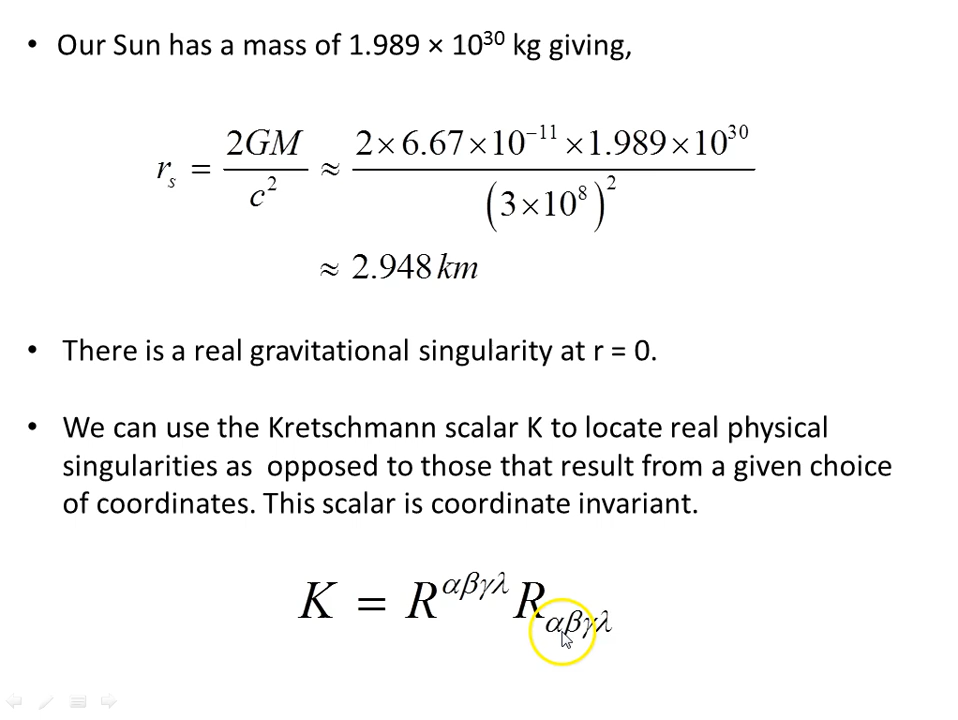 • Our Sun has a mass of 1.989 × 10³⁰ kg giving,
rₛ = 2GM / c² ≈ 2 × 6.67 × 10⁻¹¹ × 1.989 × 10³⁰ / (3 × 10⁸)²
≈ 2.948 km
• There is a real gravitational singularity at r = 0.
• We can use the Kretschmann scalar K to locate real physical
singularities as opposed to those that result from a given choice
of coordinates. This scalar is coordinate invariant.
K = R^{αβγλ} R_{αβγλ}